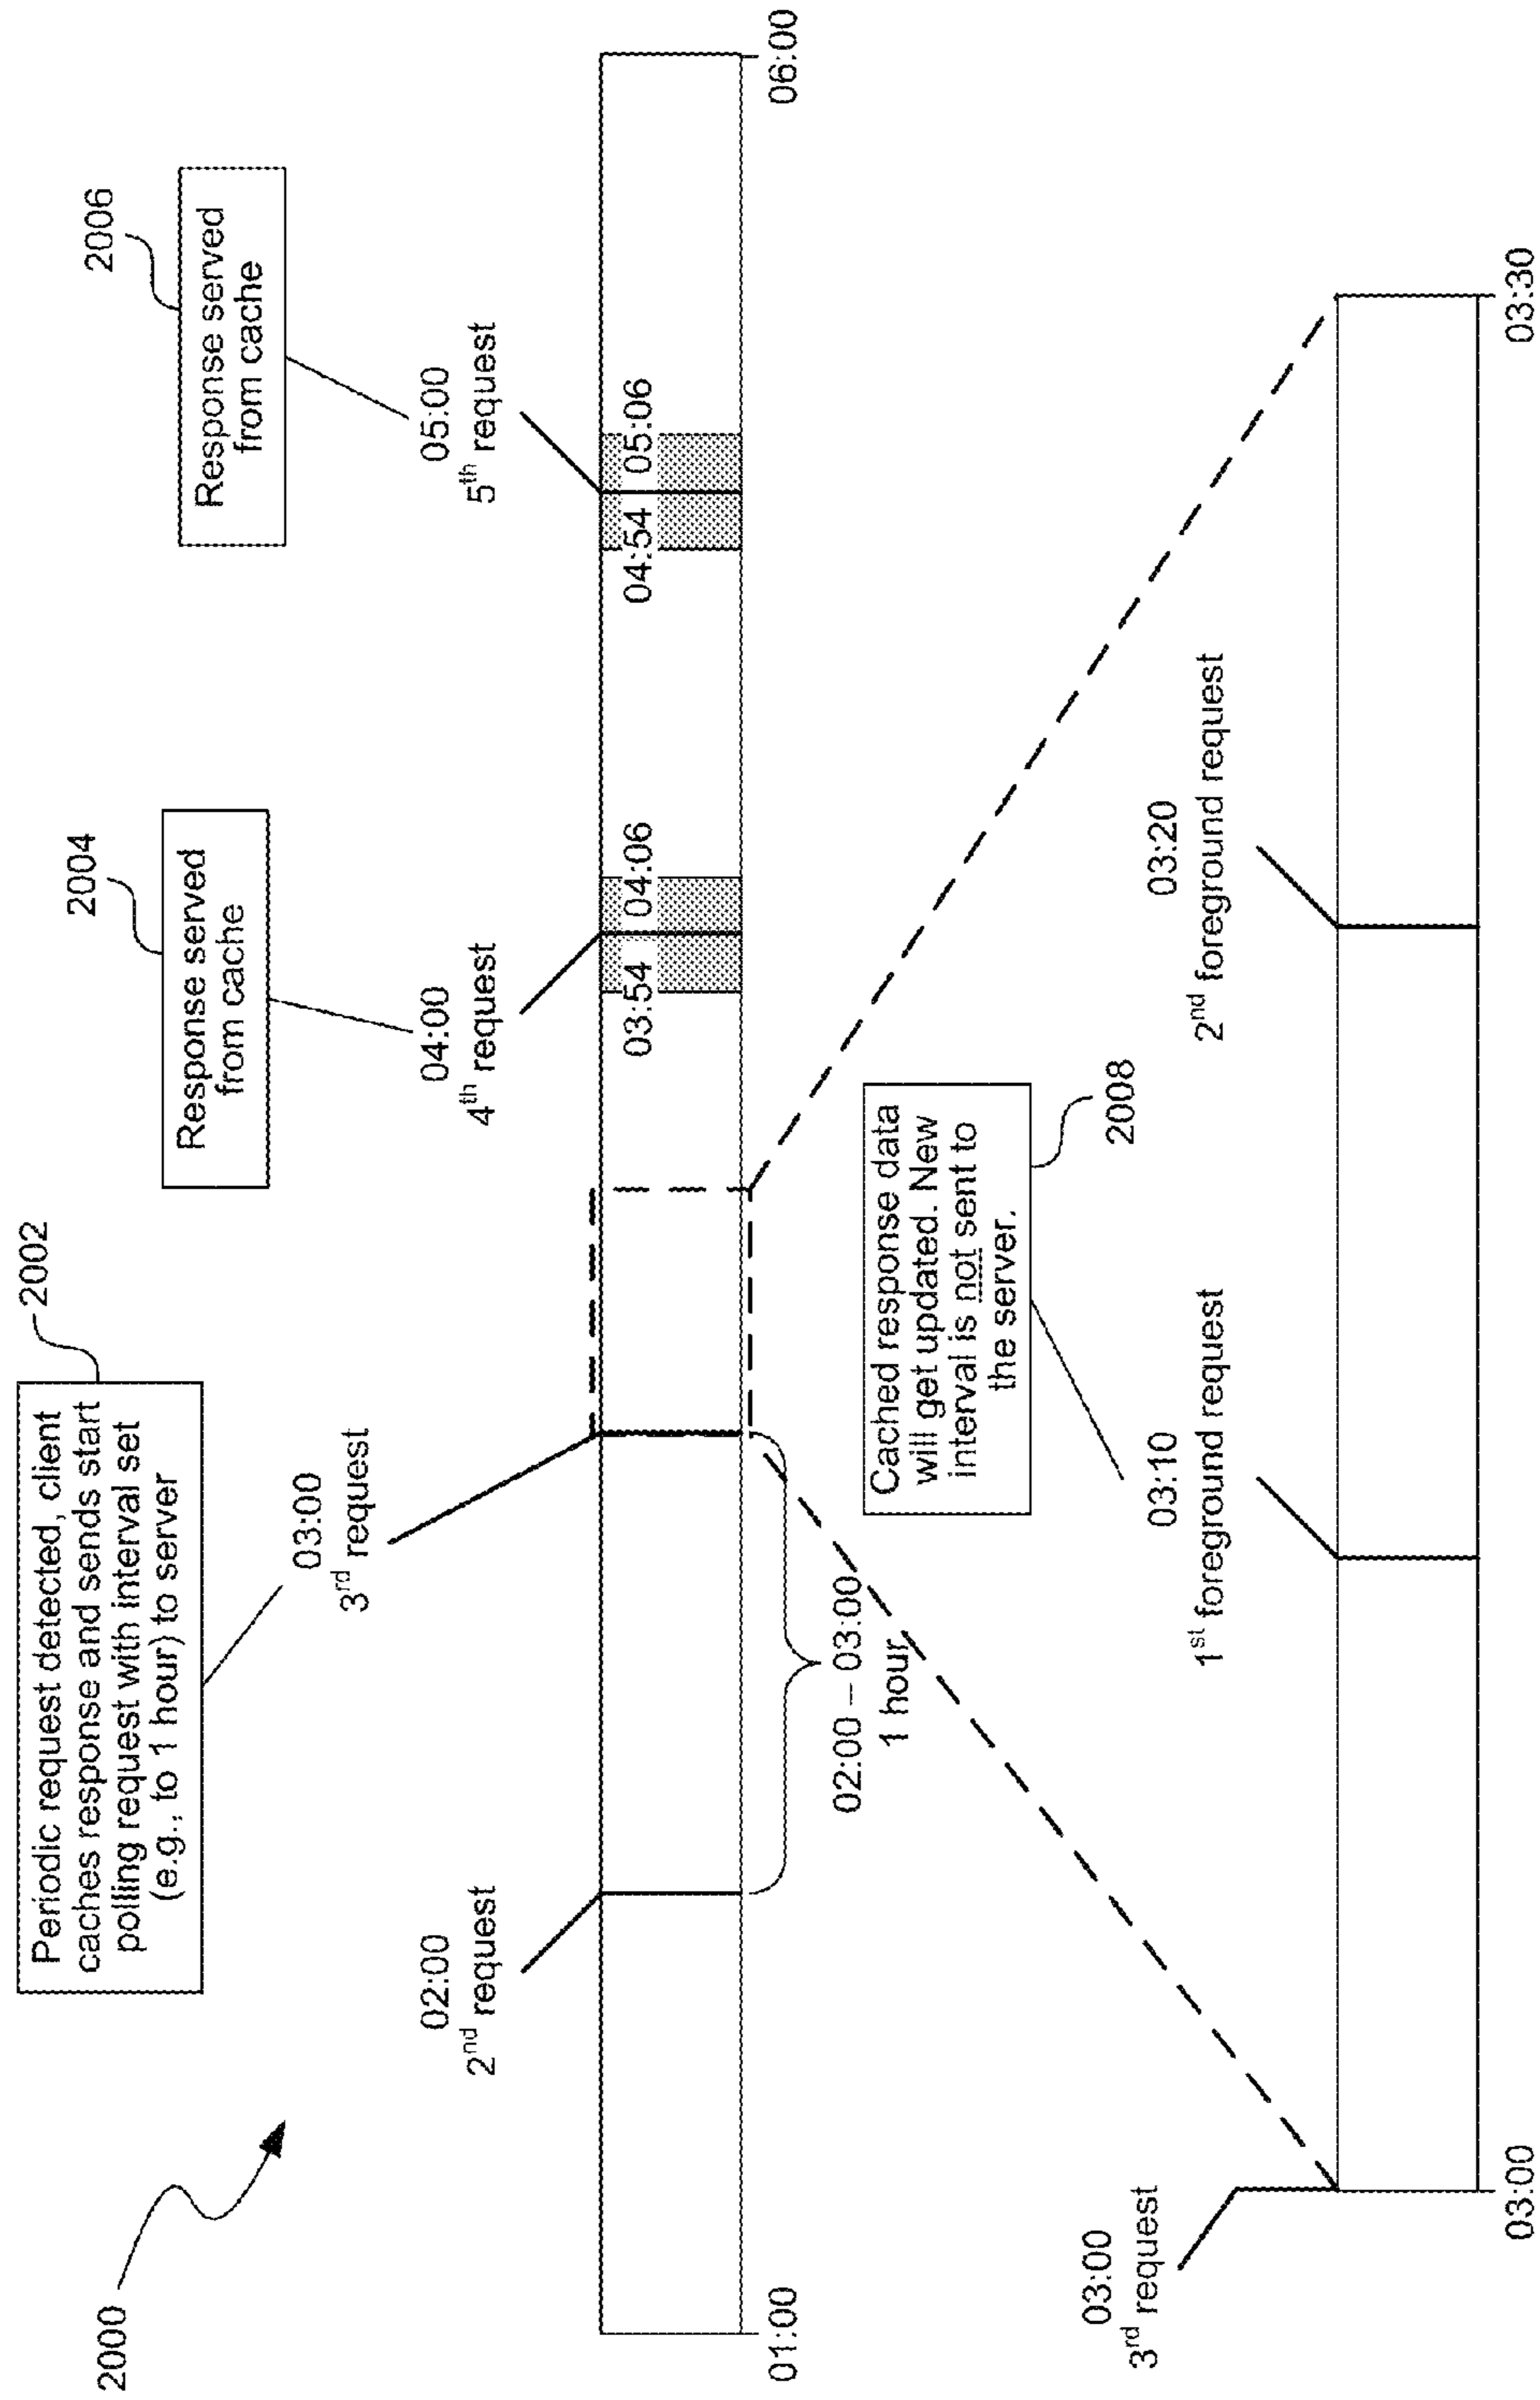 2000
Periodic request detected, client
caches response and sends start
polling request with interval set
(e.g., to 1 hour) to server
2002
Response served
from cache
2004
Response served
from cache
2006
02:00
2nd request
03:00
3rd request
04:00
4th request
05:00
5th request
03:54
04:06
04:54
05:06
01:00
06:00
02:00 – 03:00
1 hour
Cached response data
will get updated. New
interval is not sent to
the server.
2008
03:00
3rd request
03:10
1st foreground request
03:20
2nd foreground request
03:00
03:30